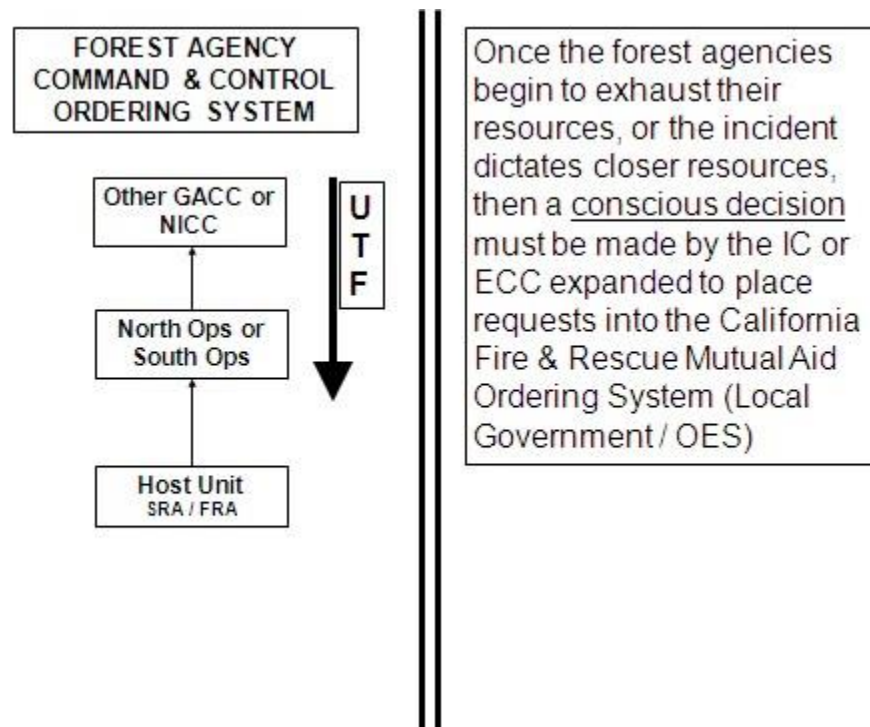 FOREST AGENCY
COMMAND & CONTROL
ORDERING SYSTEM
Other GACC or
NICC
U
T
F
North Ops or
South Ops
Host Unit
SRA / FRA
Once the forest agencies
begin to exhaust their
resources, or the incident
dictates closer resources,
then a conscious decision
must be made by the IC or
ECC expanded to place
requests into the California
Fire & Rescue Mutual Aid
Ordering System (Local
Government / OES)